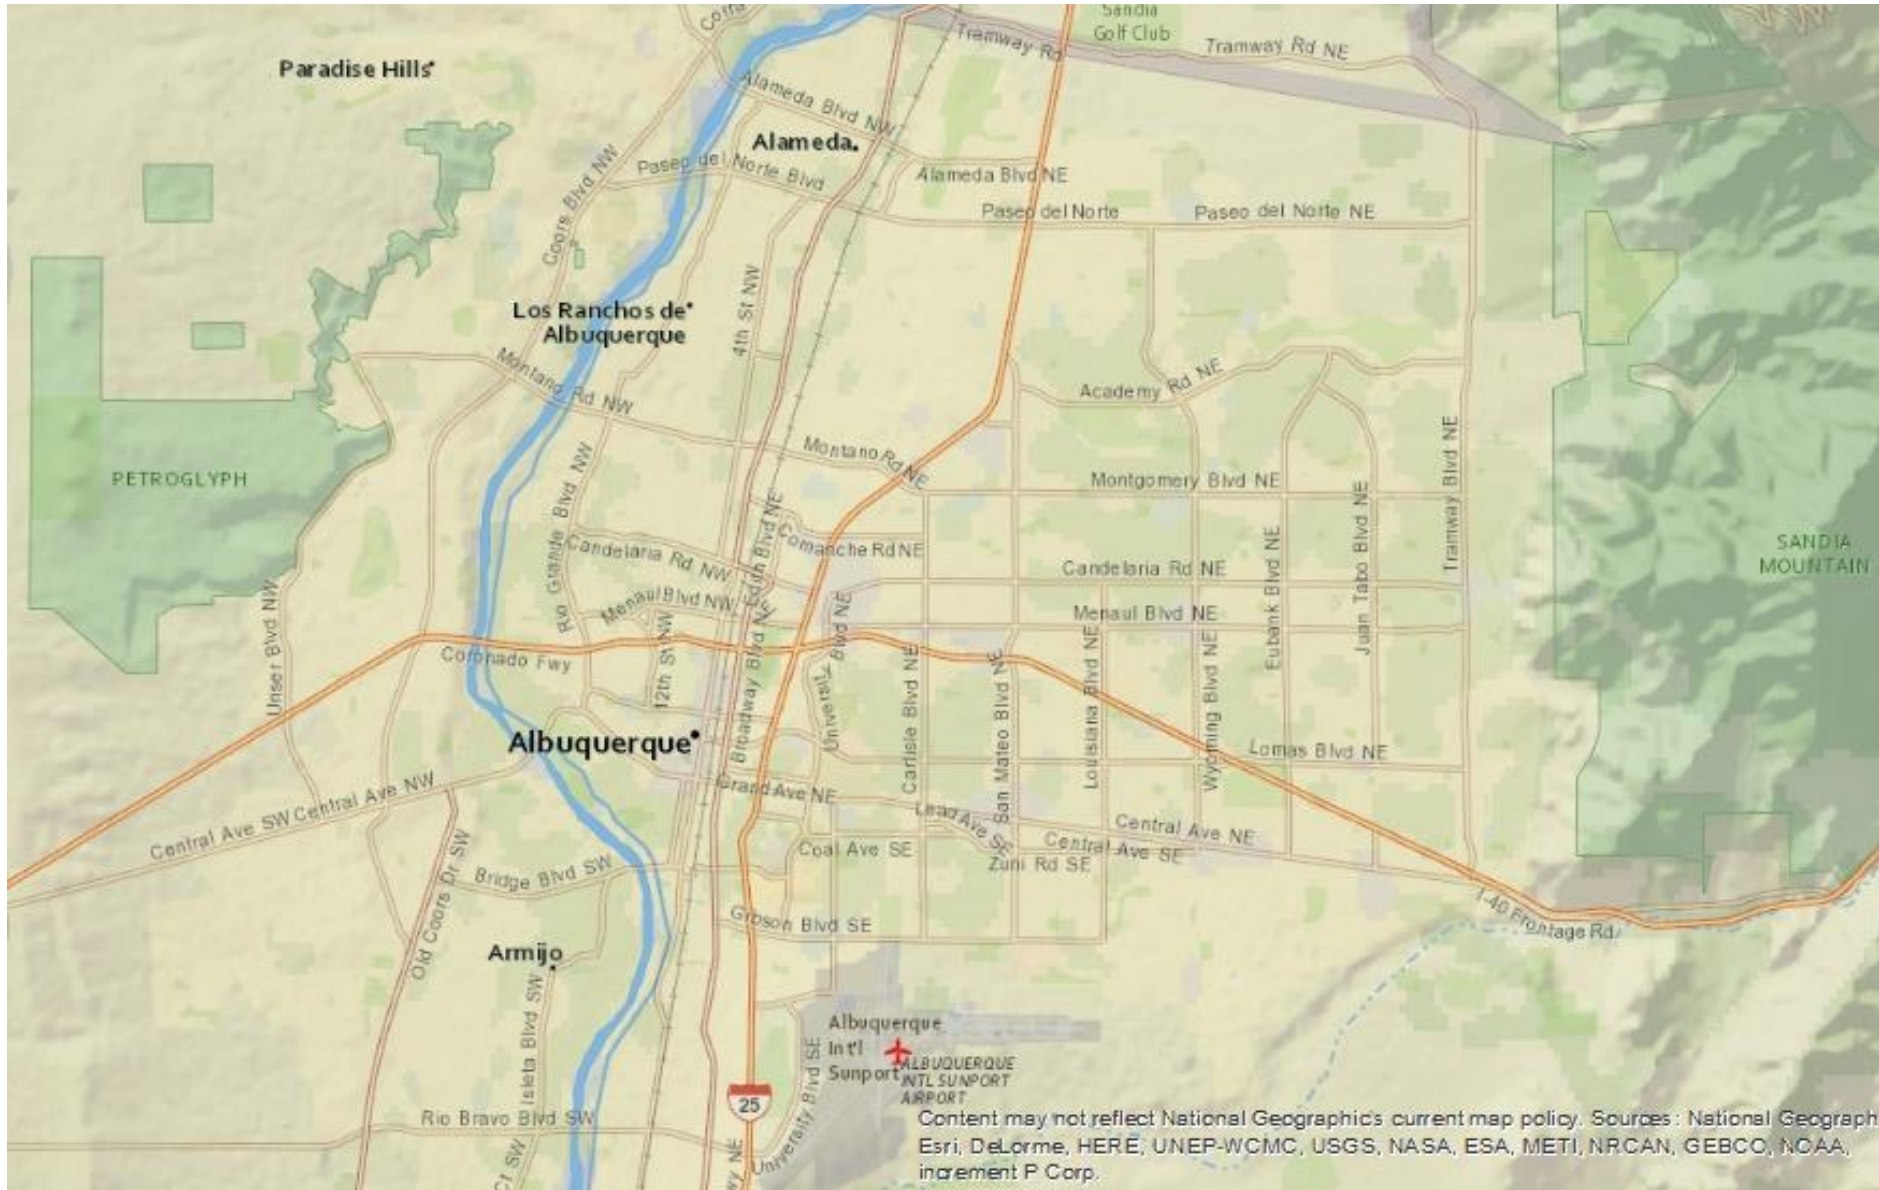 Corra
Sandia
Golf Club
Tramway Rd
Tramway Rd NE
Paradise Hills
Alameda Blvd NW
Alameda
Coors Blvd NW
Paseo del Norte Blvd
Alameda Blvd NE
Paseo del Norte
Paseo del Norte NE
Los Ranchos de
Albuquerque
4th St NW
Montano Rd NW
Academy Rd NE
Montano Rd NE
PETROGLYPH
Montgomery Blvd NE
Tramway Blvd NE
Rio Grande Blvd NW
Candelaria Rd NW
Comanche Rd NE
Candelaria Rd NE
Eubank Blvd NE
Juan Tabo Blvd NE
SANDIA
MOUNTAIN
Menaul Blvd NW
Menaul Blvd NE
Unser Blvd NW
Coronado Fwy
12th St NW
Broadway Blvd NE
University Blvd NE
Carlisle Blvd NE
San Mateo Blvd NE
Louisiana Blvd NE
Wyoming Blvd NE
Albuquerque
Lomas Blvd NE
Central Ave SW
Central Ave NW
Grand Ave NE
Lead Ave SE
Central Ave NE
Central Ave SE
Old Coors Dr SW
Bridge Blvd SW
Coal Ave SE
Zuni Rd SE
Gibson Blvd SE
I-40 Frontage Rd
Armijo
Isleta Blvd SW
Albuquerque
Int'l
Sunport
ALBUQUERQUE
INTL SUNPORT
AIRPORT
25
University Blvd SE
Rio Bravo Blvd SW
Ct SW
wy NE
Content may not reflect National Geographic's current map policy. Sources: National Geograph
Esri, DeLorme, HERE, UNEP-WCMC, USGS, NASA, ESA, METI, NRCAN, GEBCO, NOAA,
increment P Corp.